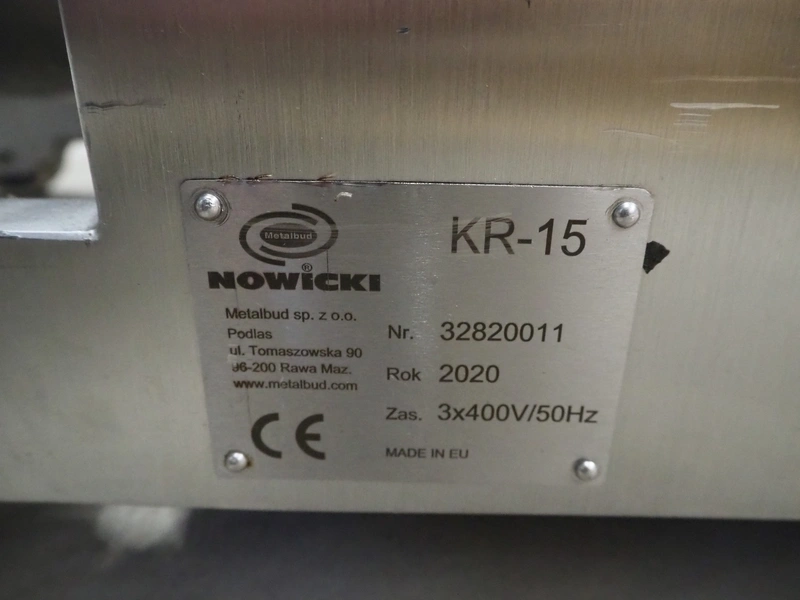 Metalbud
NOWICKI®
KR-15
Metalbud sp. z o.o.
Podlas
ul. Tomaszowska 90
96-200 Rawa Maz.
www.metalbud.com
Nr. 32820011
Rok 2020
Zas. 3x400V/50Hz
CE
MADE IN EU